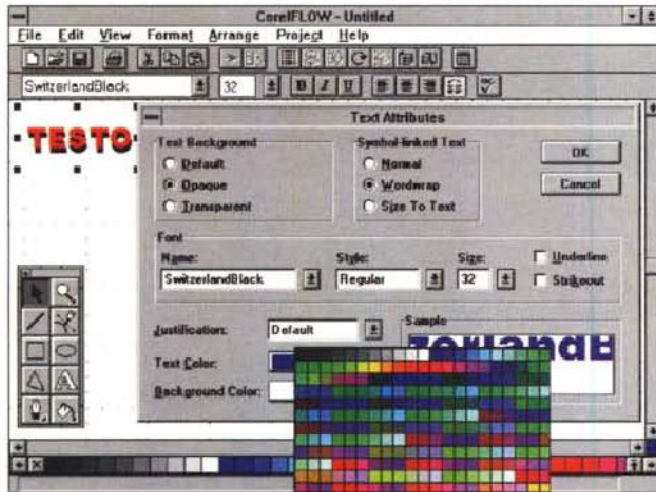 CorelFLOW - Untitled
File Edit View Format Arrange Project Help
SwitzerlandBlack 32 B I U
TESTO
Text Attributes
Text Background
Default
Opaque
Transparent
Symbol-linked Text
Normal
Wordwrap
Size To Text
OK
Cancel
Font
Name: Style: Size:
SwitzerlandBlack Regular 32
Underline
Strikeout
Justification: Default
Sample
zerlandB
Text Color:
Background Color: